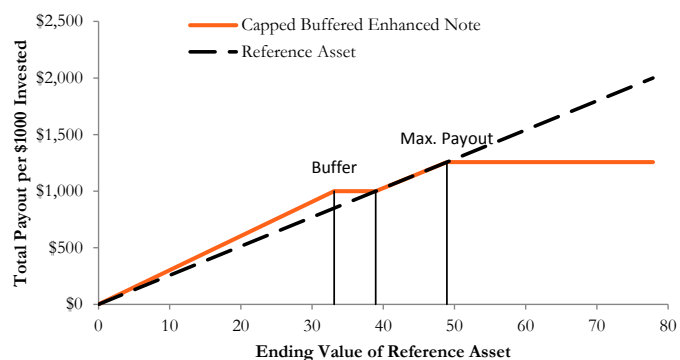 $2,500
Capped Buffered Enhanced Note
Reference Asset
$2,000
$1,500
Max. Payout
Buffer
$1,000
$500
$0
Total Payout per $1000 Invested
0 10 20 30 40 50 60 70 80
Ending Value of Reference Asset